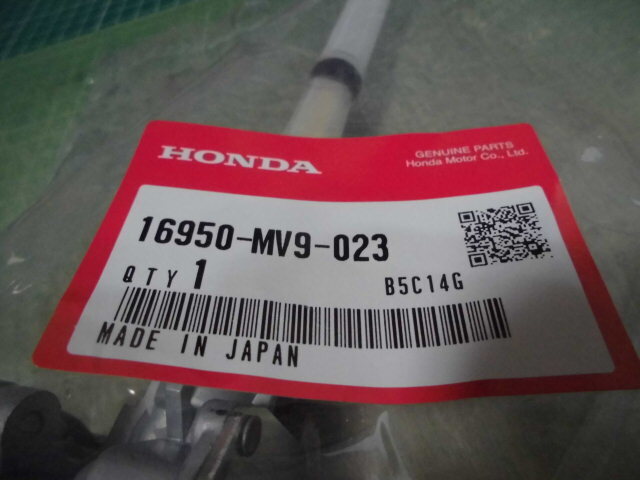 HONDA
GENUINE PARTS
Honda Motor Co., Ltd.
16950-MV9-023
QTY 1
B5C14G
MADE IN JAPAN